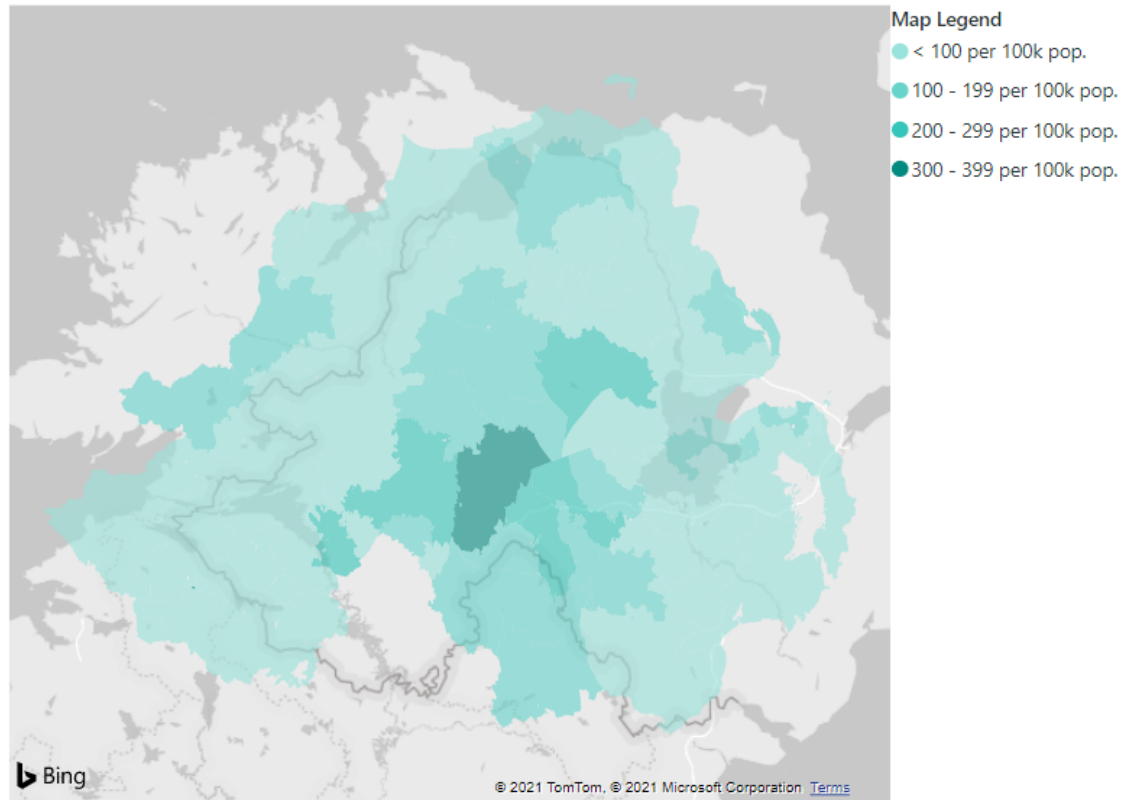 Map Legend
< 100 per 100k pop.
100 - 199 per 100k pop.
200 - 299 per 100k pop.
300 - 399 per 100k pop.
Bing
© 2021 TomTom, © 2021 Microsoft Corporation Terms